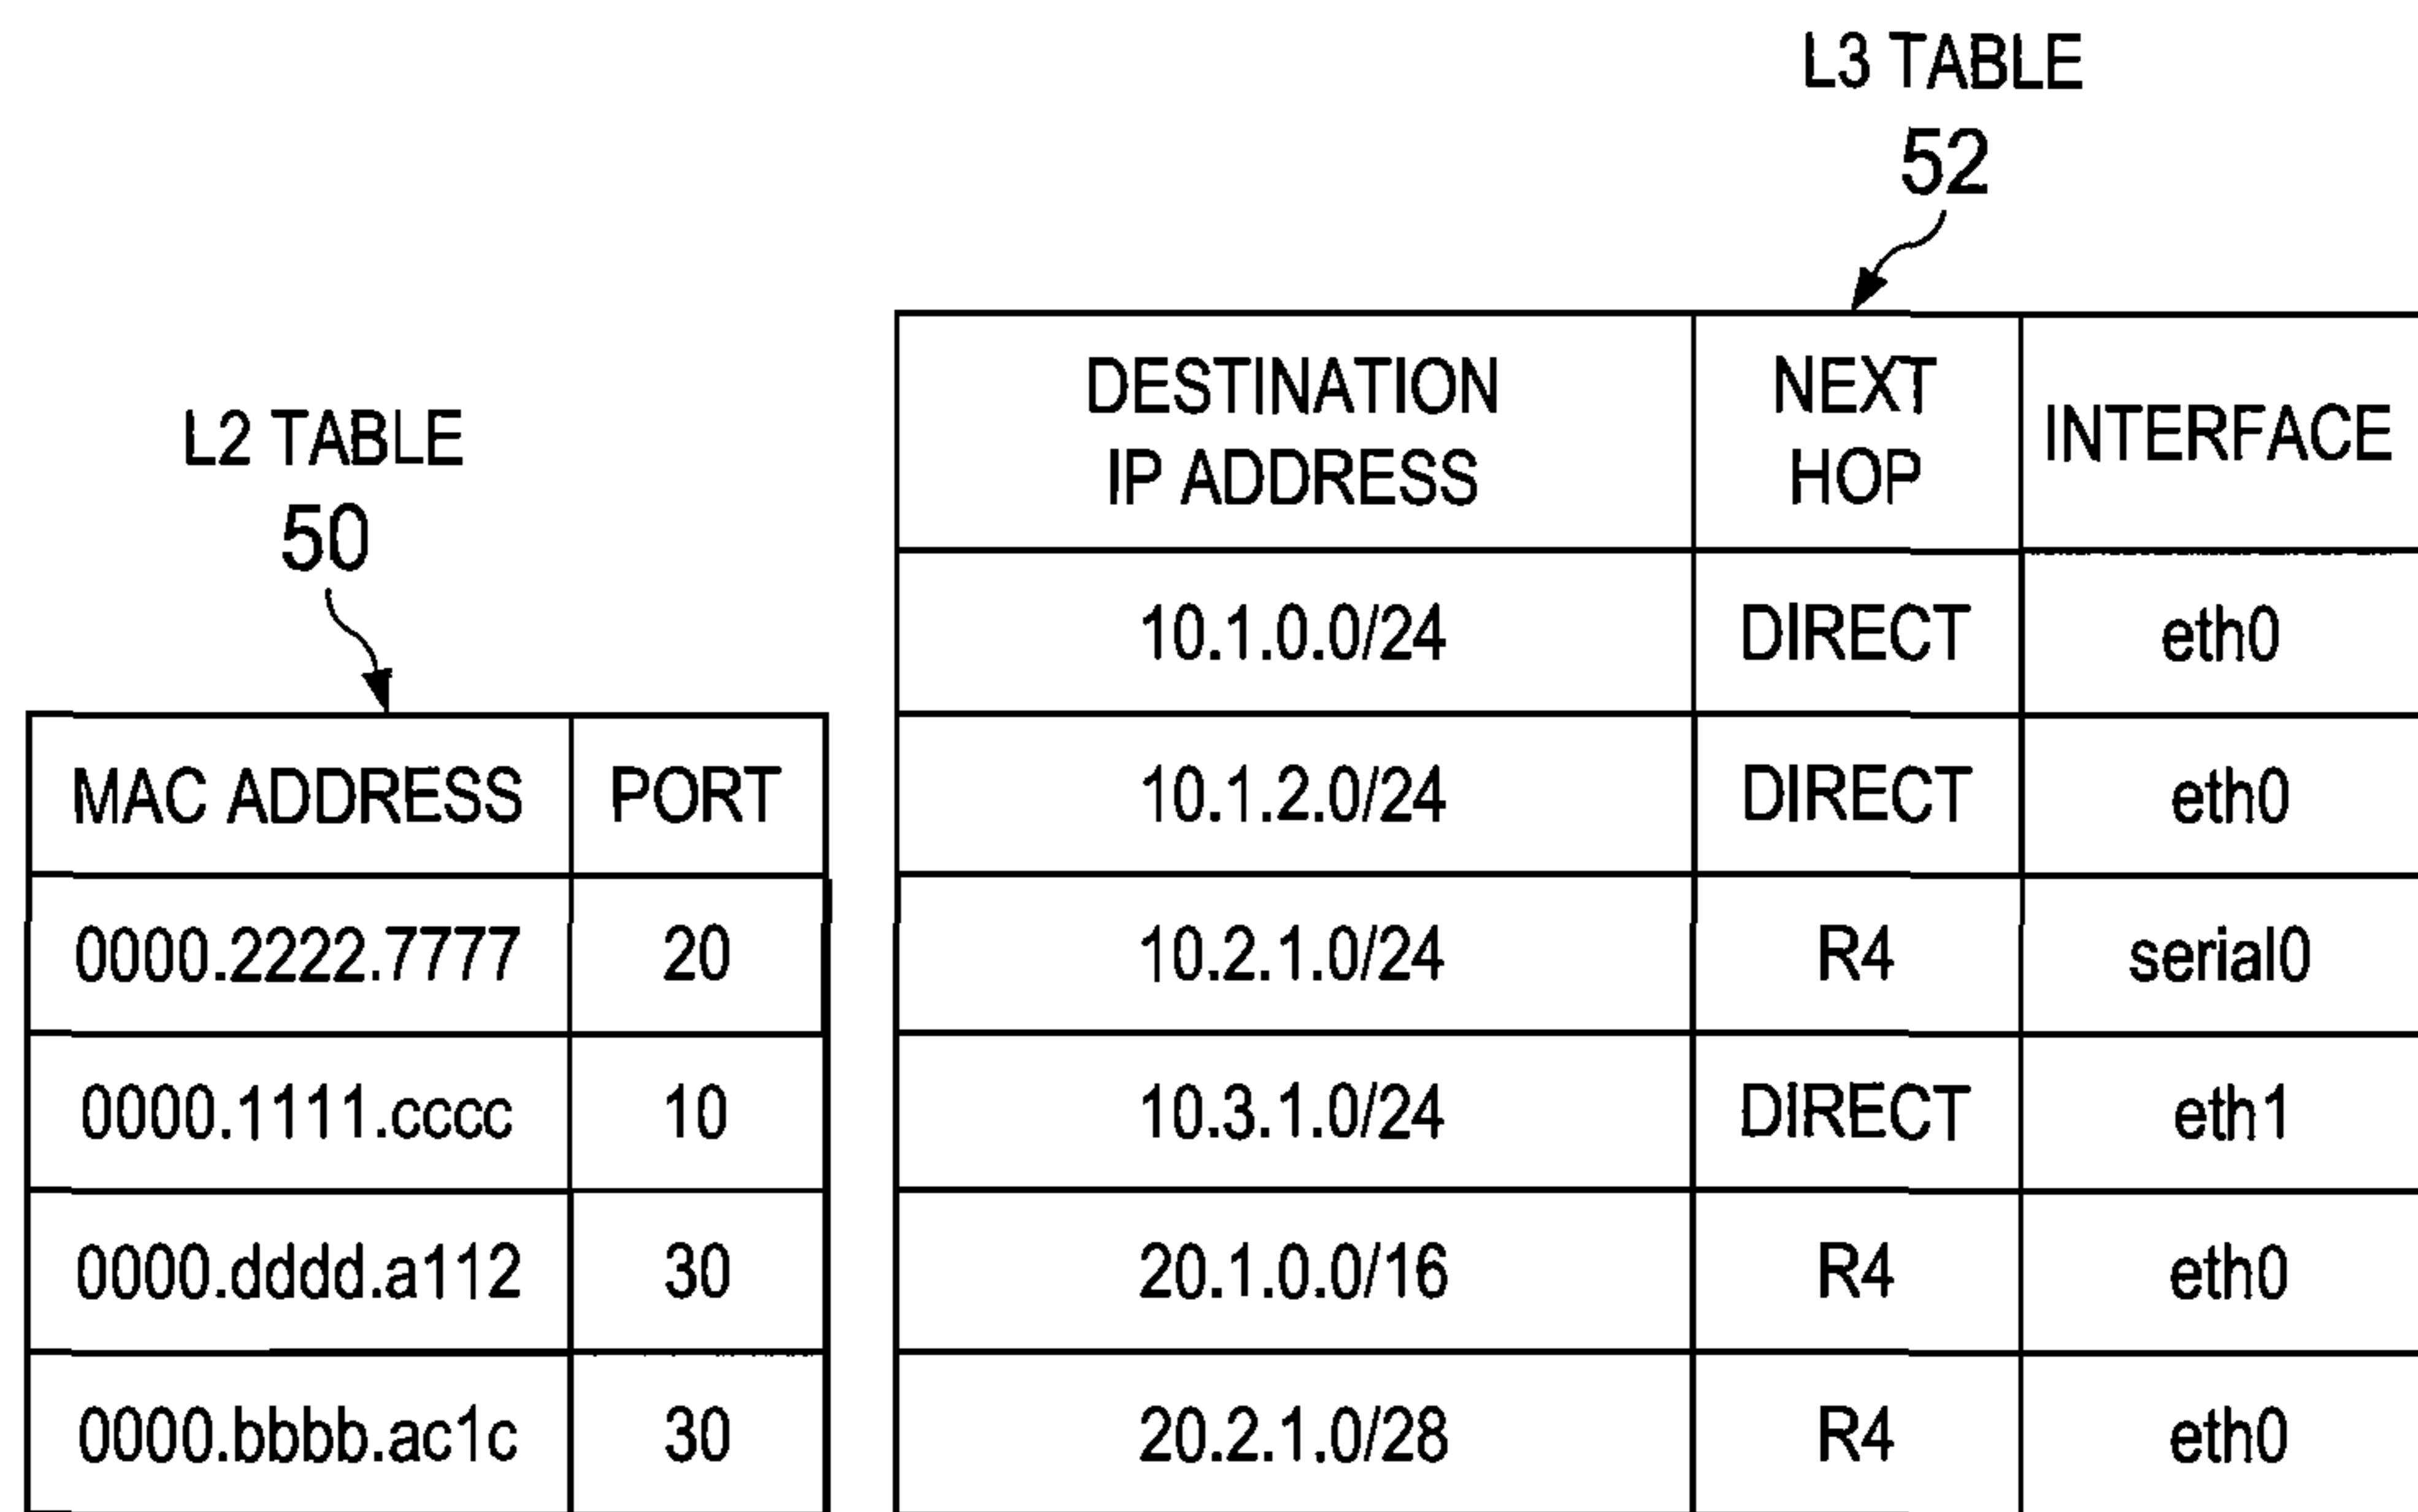 L3 TABLE
52
L2 TABLE
50
MAC ADDRESS PORT
0000.2222.7777 20
0000.1111.cccc 10
0000.dddd.a112 30
0000.bbbb.ac1c 30
DESTINATION IP ADDRESS NEXT HOP INTERFACE
10.1.0.0/24 DIRECT eth0
10.1.2.0/24 DIRECT eth0
10.2.1.0/24 R4 serial0
10.3.1.0/24 DIRECT eth1
20.1.0.0/16 R4 eth0
20.2.1.0/28 R4 eth0